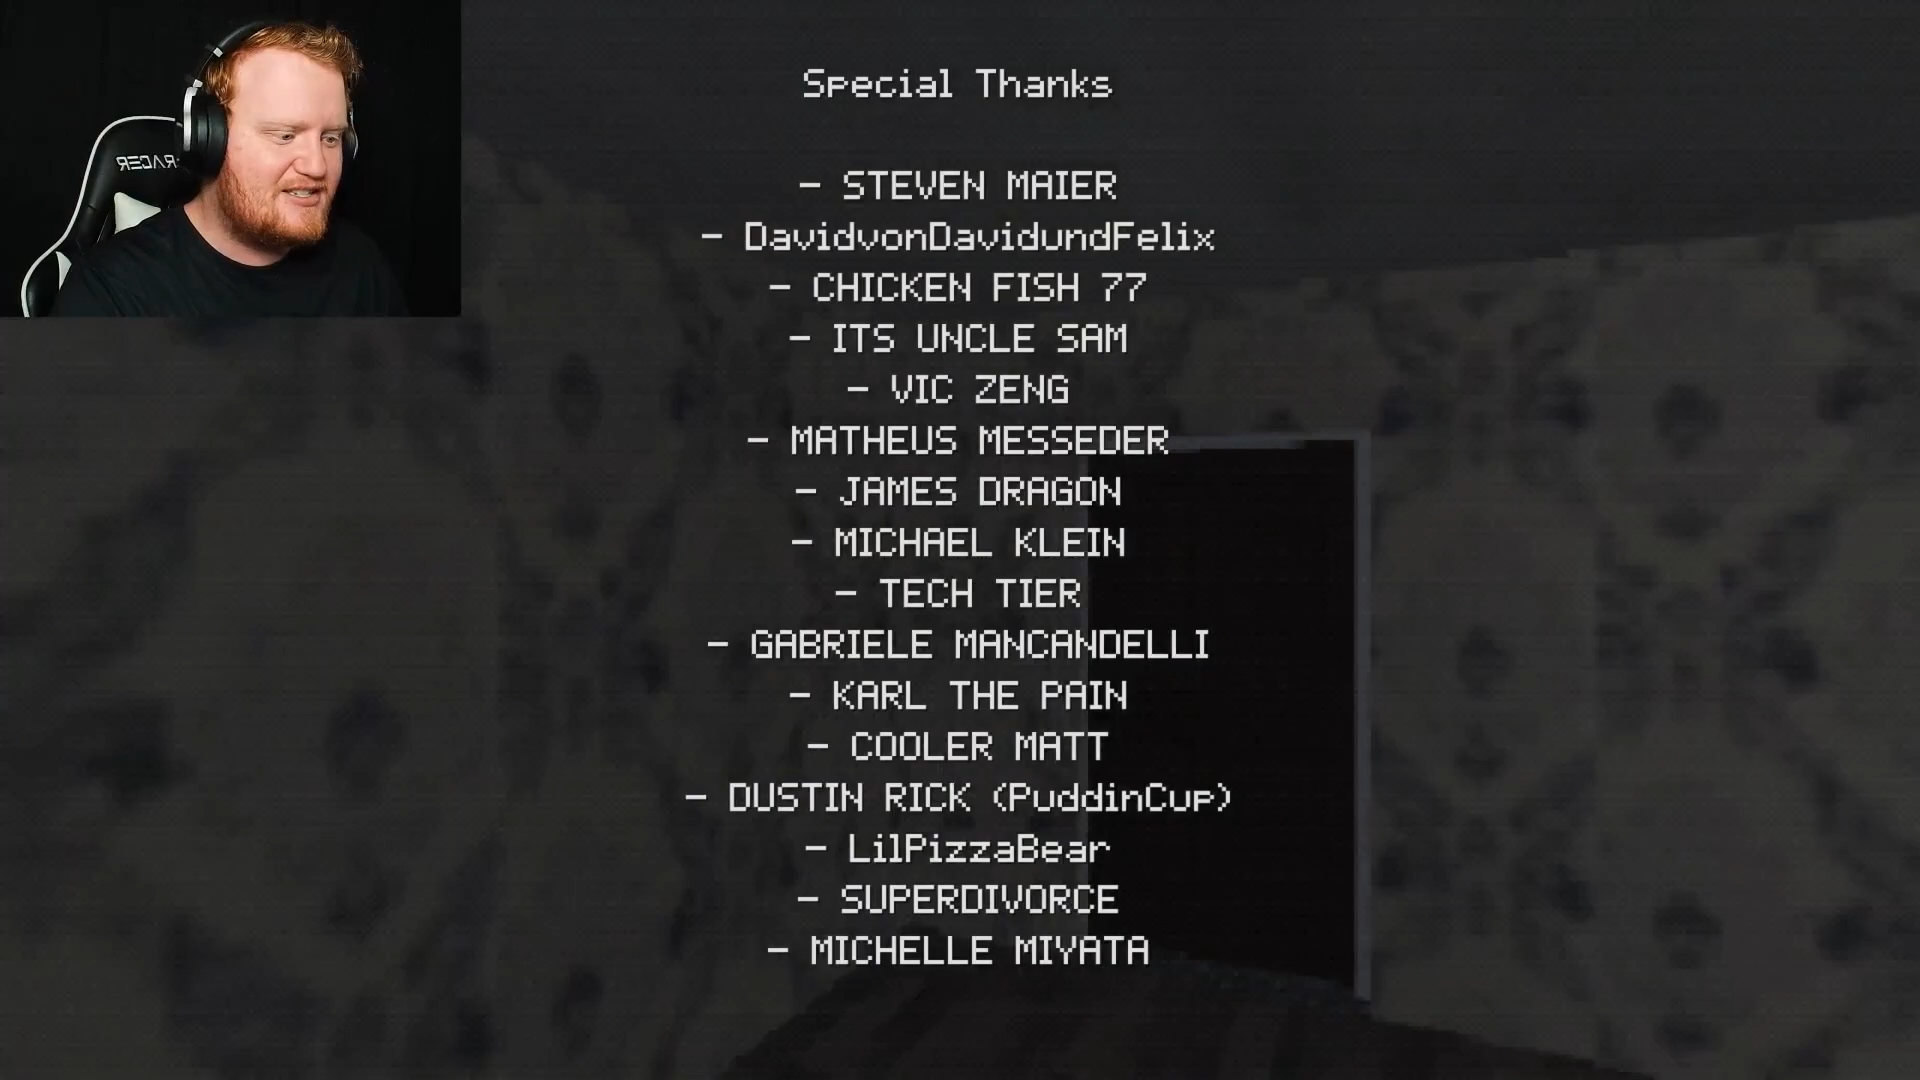 Special Thanks
- STEVEN MAIER
- DavidvonDavidundFelix
- CHICKEN FISH 77
- ITS UNCLE SAM
- VIC ZENG
- MATHEUS MESSEDER
- JAMES DRAGON
- MICHAEL KLEIN
- TECH TIER
- GABRIELE MANCANDELLI
- KARL THE PAIN
- COOLER MATT
- DUSTIN RICK (PuddinCup)
- LilPizzaBear
- SUPERDIVORCE
- MICHELLE MIYATA